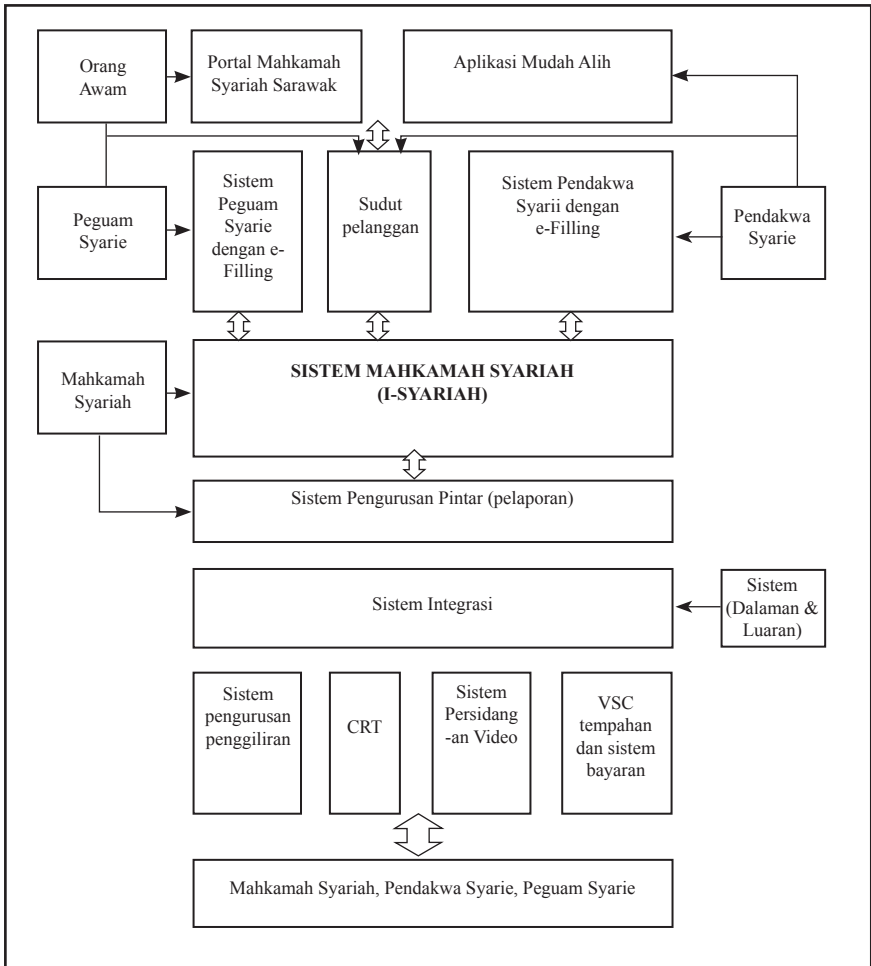 Orang
Awam
Portal Mahkamah
Syariah Sarawak
Aplikasi Mudah Alih
Peguam
Syarie
Sistem
Peguam
Syarie
dengan e-
Filling
Sudut
pelanggan
Sistem Pendakwa
Syarii dengan
e-Filling
Pendakwa
Syarie
Mahkamah
Syariah
SISTEM MAHKAMAH SYARIAH
(I-SYARIAH)
Sistem Pengurusan Pintar (pelaporan)
Sistem Integrasi
Sistem
(Dalaman &
Luaran)
Sistem
pengurusan
penggiliran
CRT
Sistem
Persidang
-an Video
VSC
tempahan
dan sistem
bayaran
Mahkamah Syariah, Pendakwa Syarie, Peguam Syarie